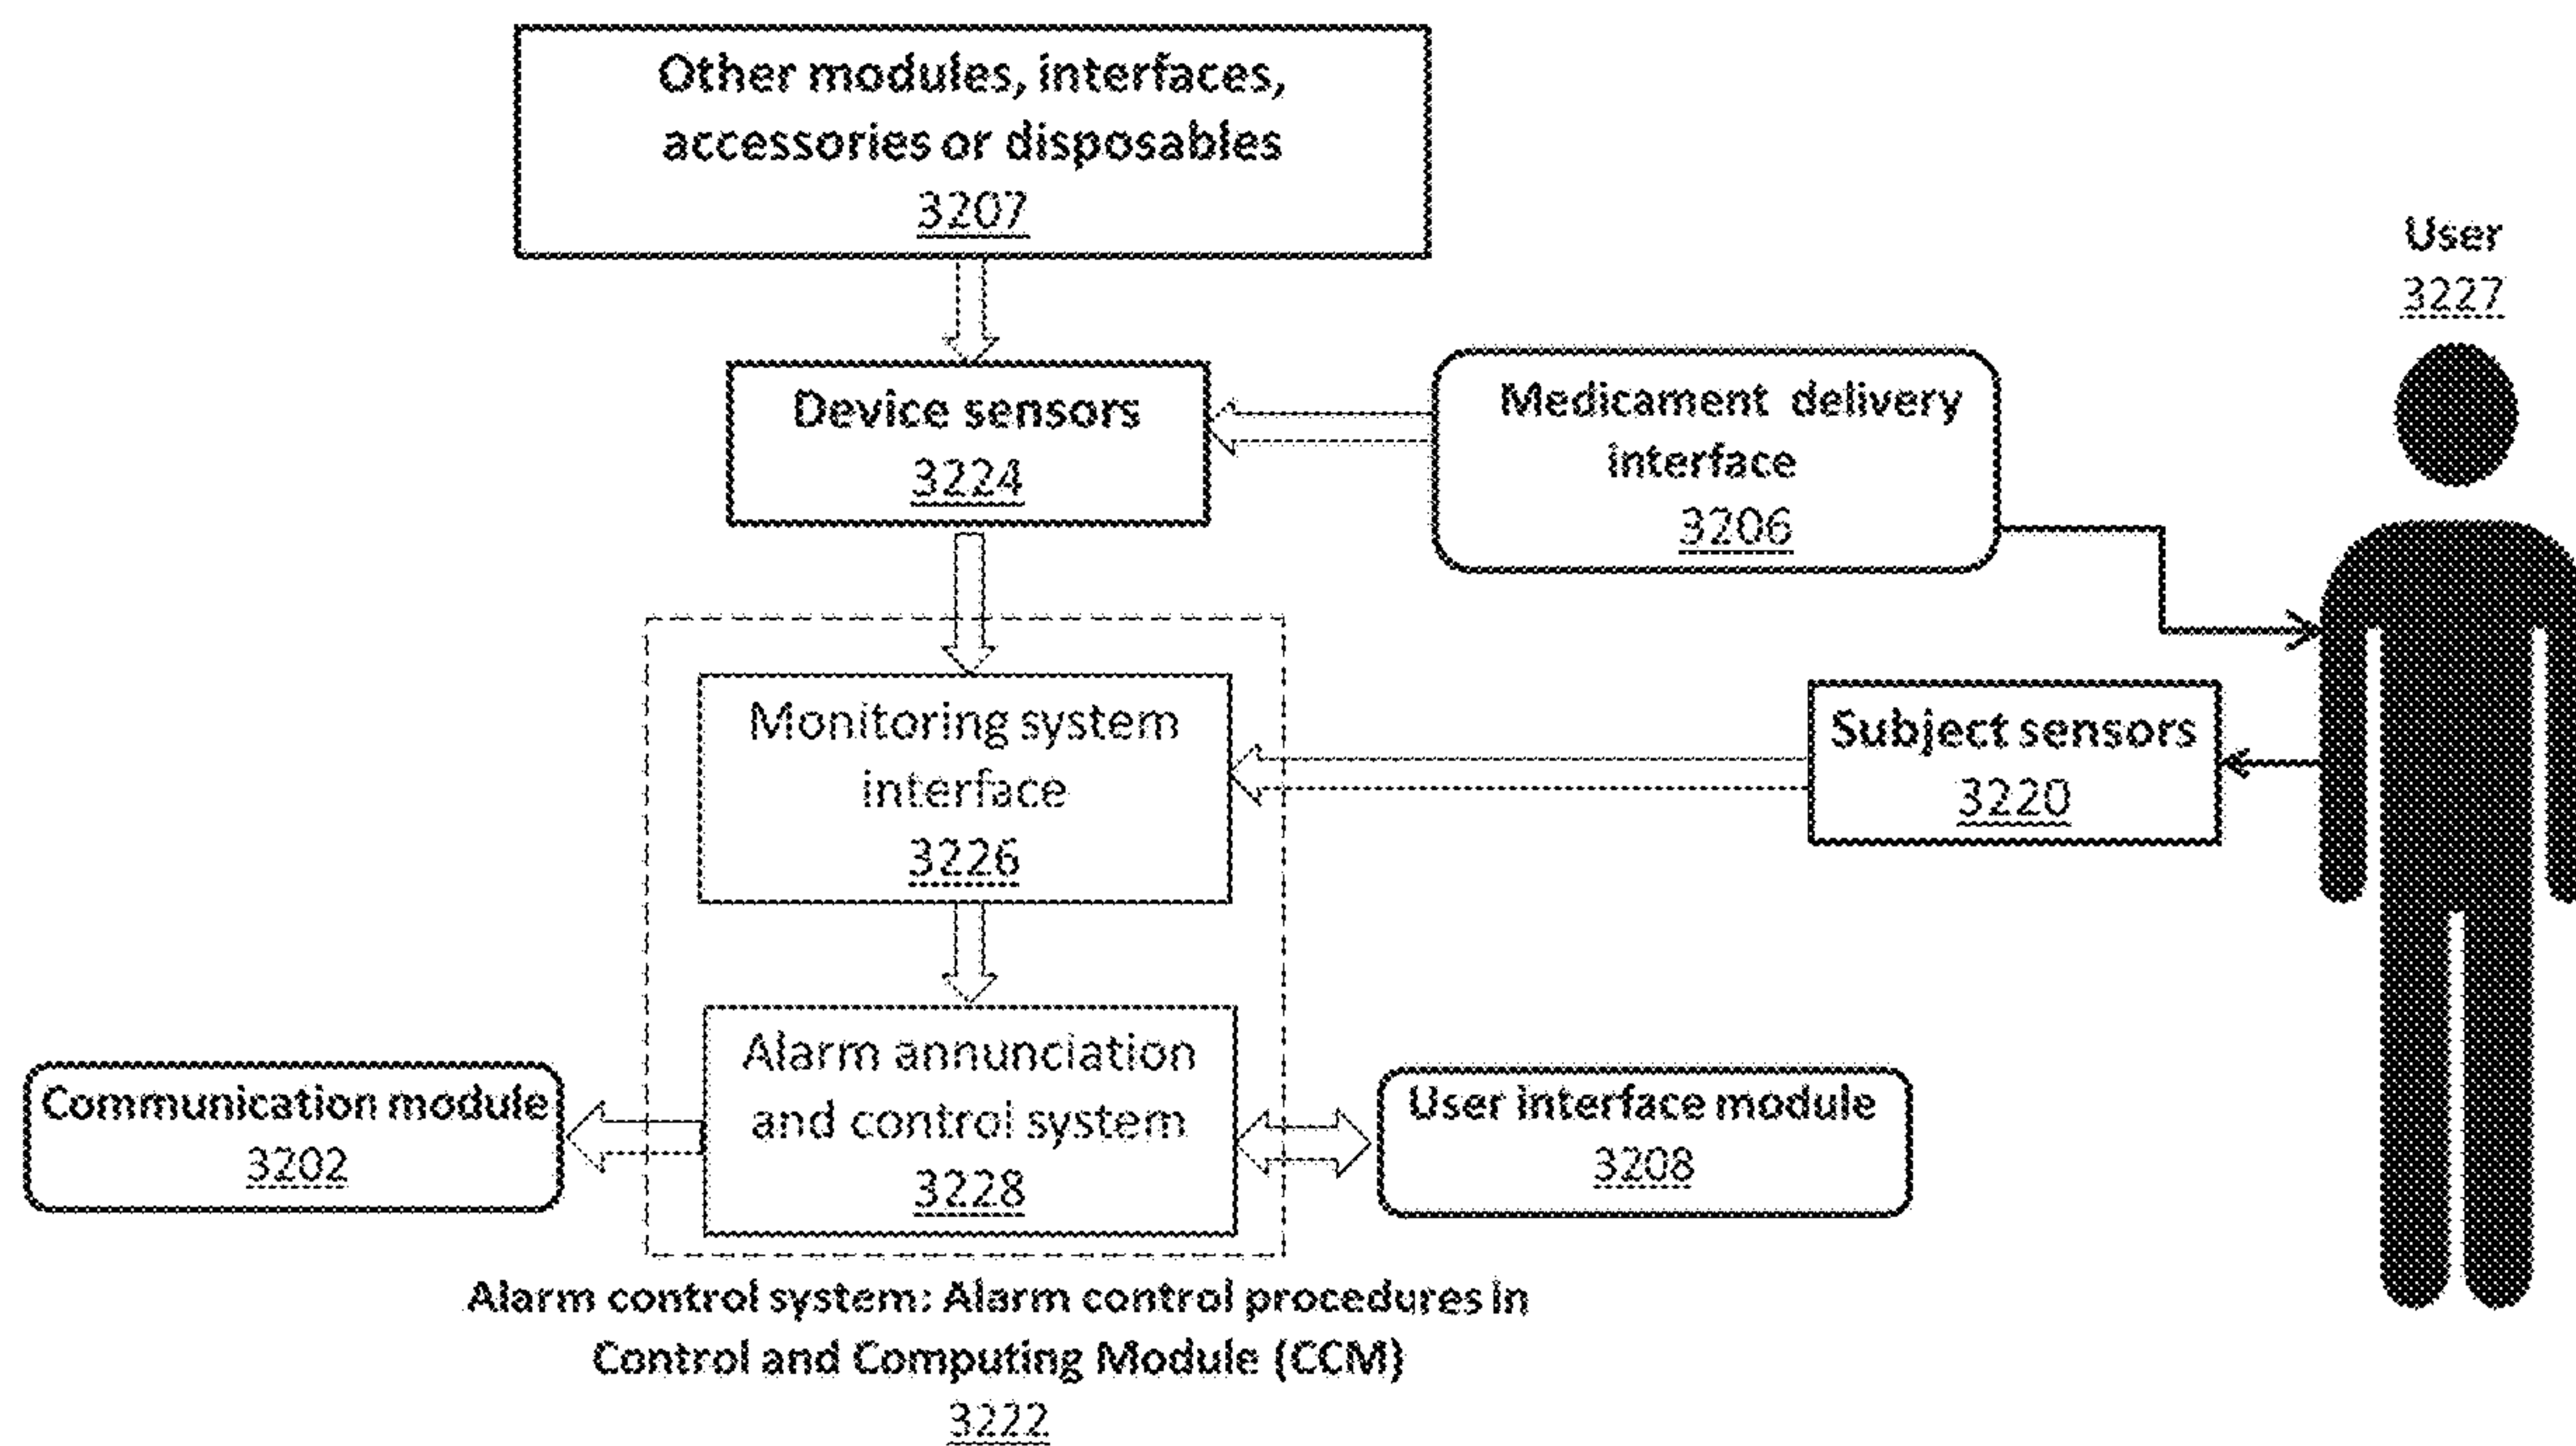 Other modules, interfaces,
accessories or disposables
3207
User
3227
Device sensors
3224
Medicament delivery
interface
3206
Monitoring system
interface
3226
Subject sensors
3220
Alarm annunciation
and control system
3228
Communication module
3202
User interface module
3208
Alarm control system: Alarm control procedures in
Control and Computing Module (CCM)
3222